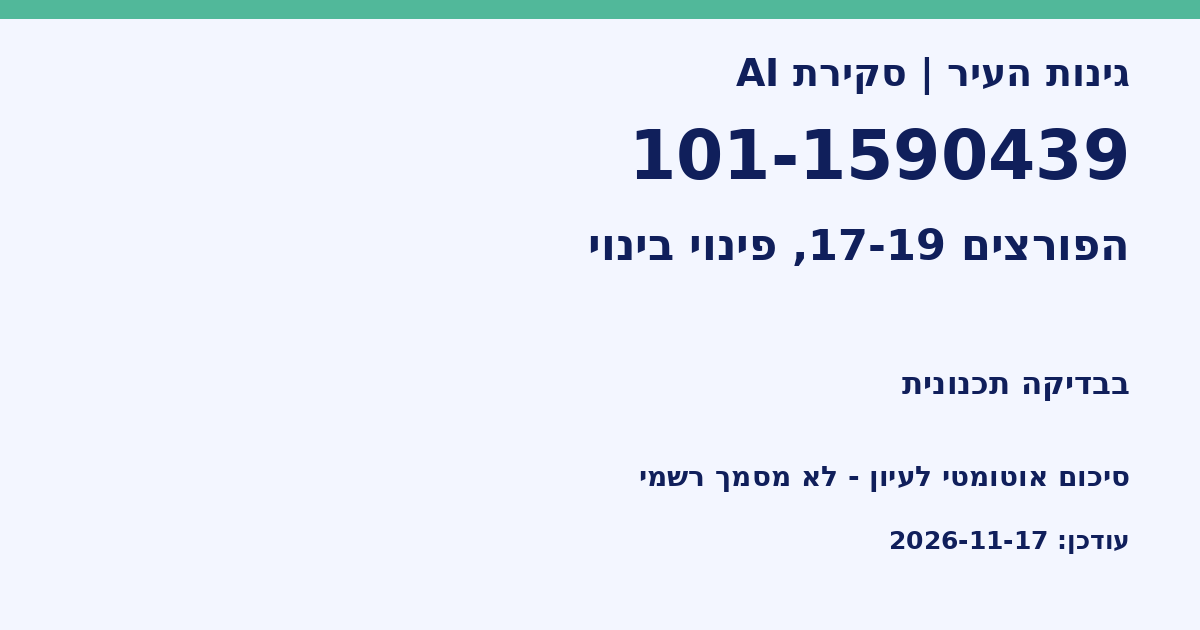 גינות העיר | סקירת AI
101-1590439
הפורצים 17-19, פינוי בינוי
בבדיקה תכנונית
סיכום אוטומטי לעיון - לא מסמך רשמי
עודכן: 2026-11-17